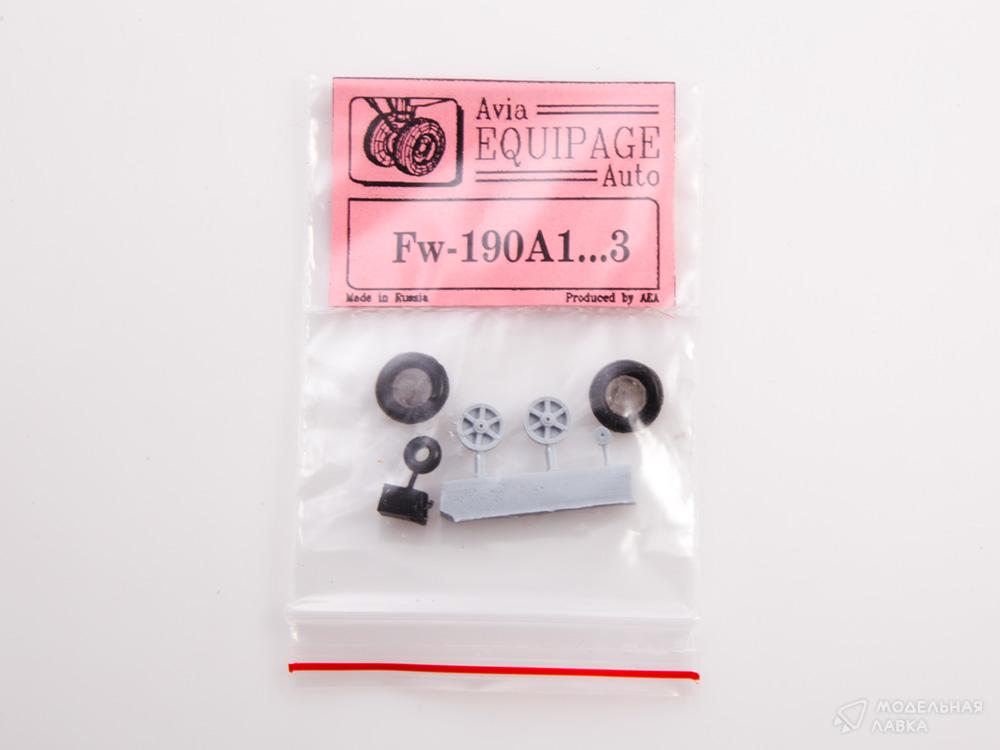 Avia
EQUIPAGE
Auto
Fw-190A1...3
Made in Russia
Produced by AEA
МОДЕЛЬНАЯ
ЛАВКА